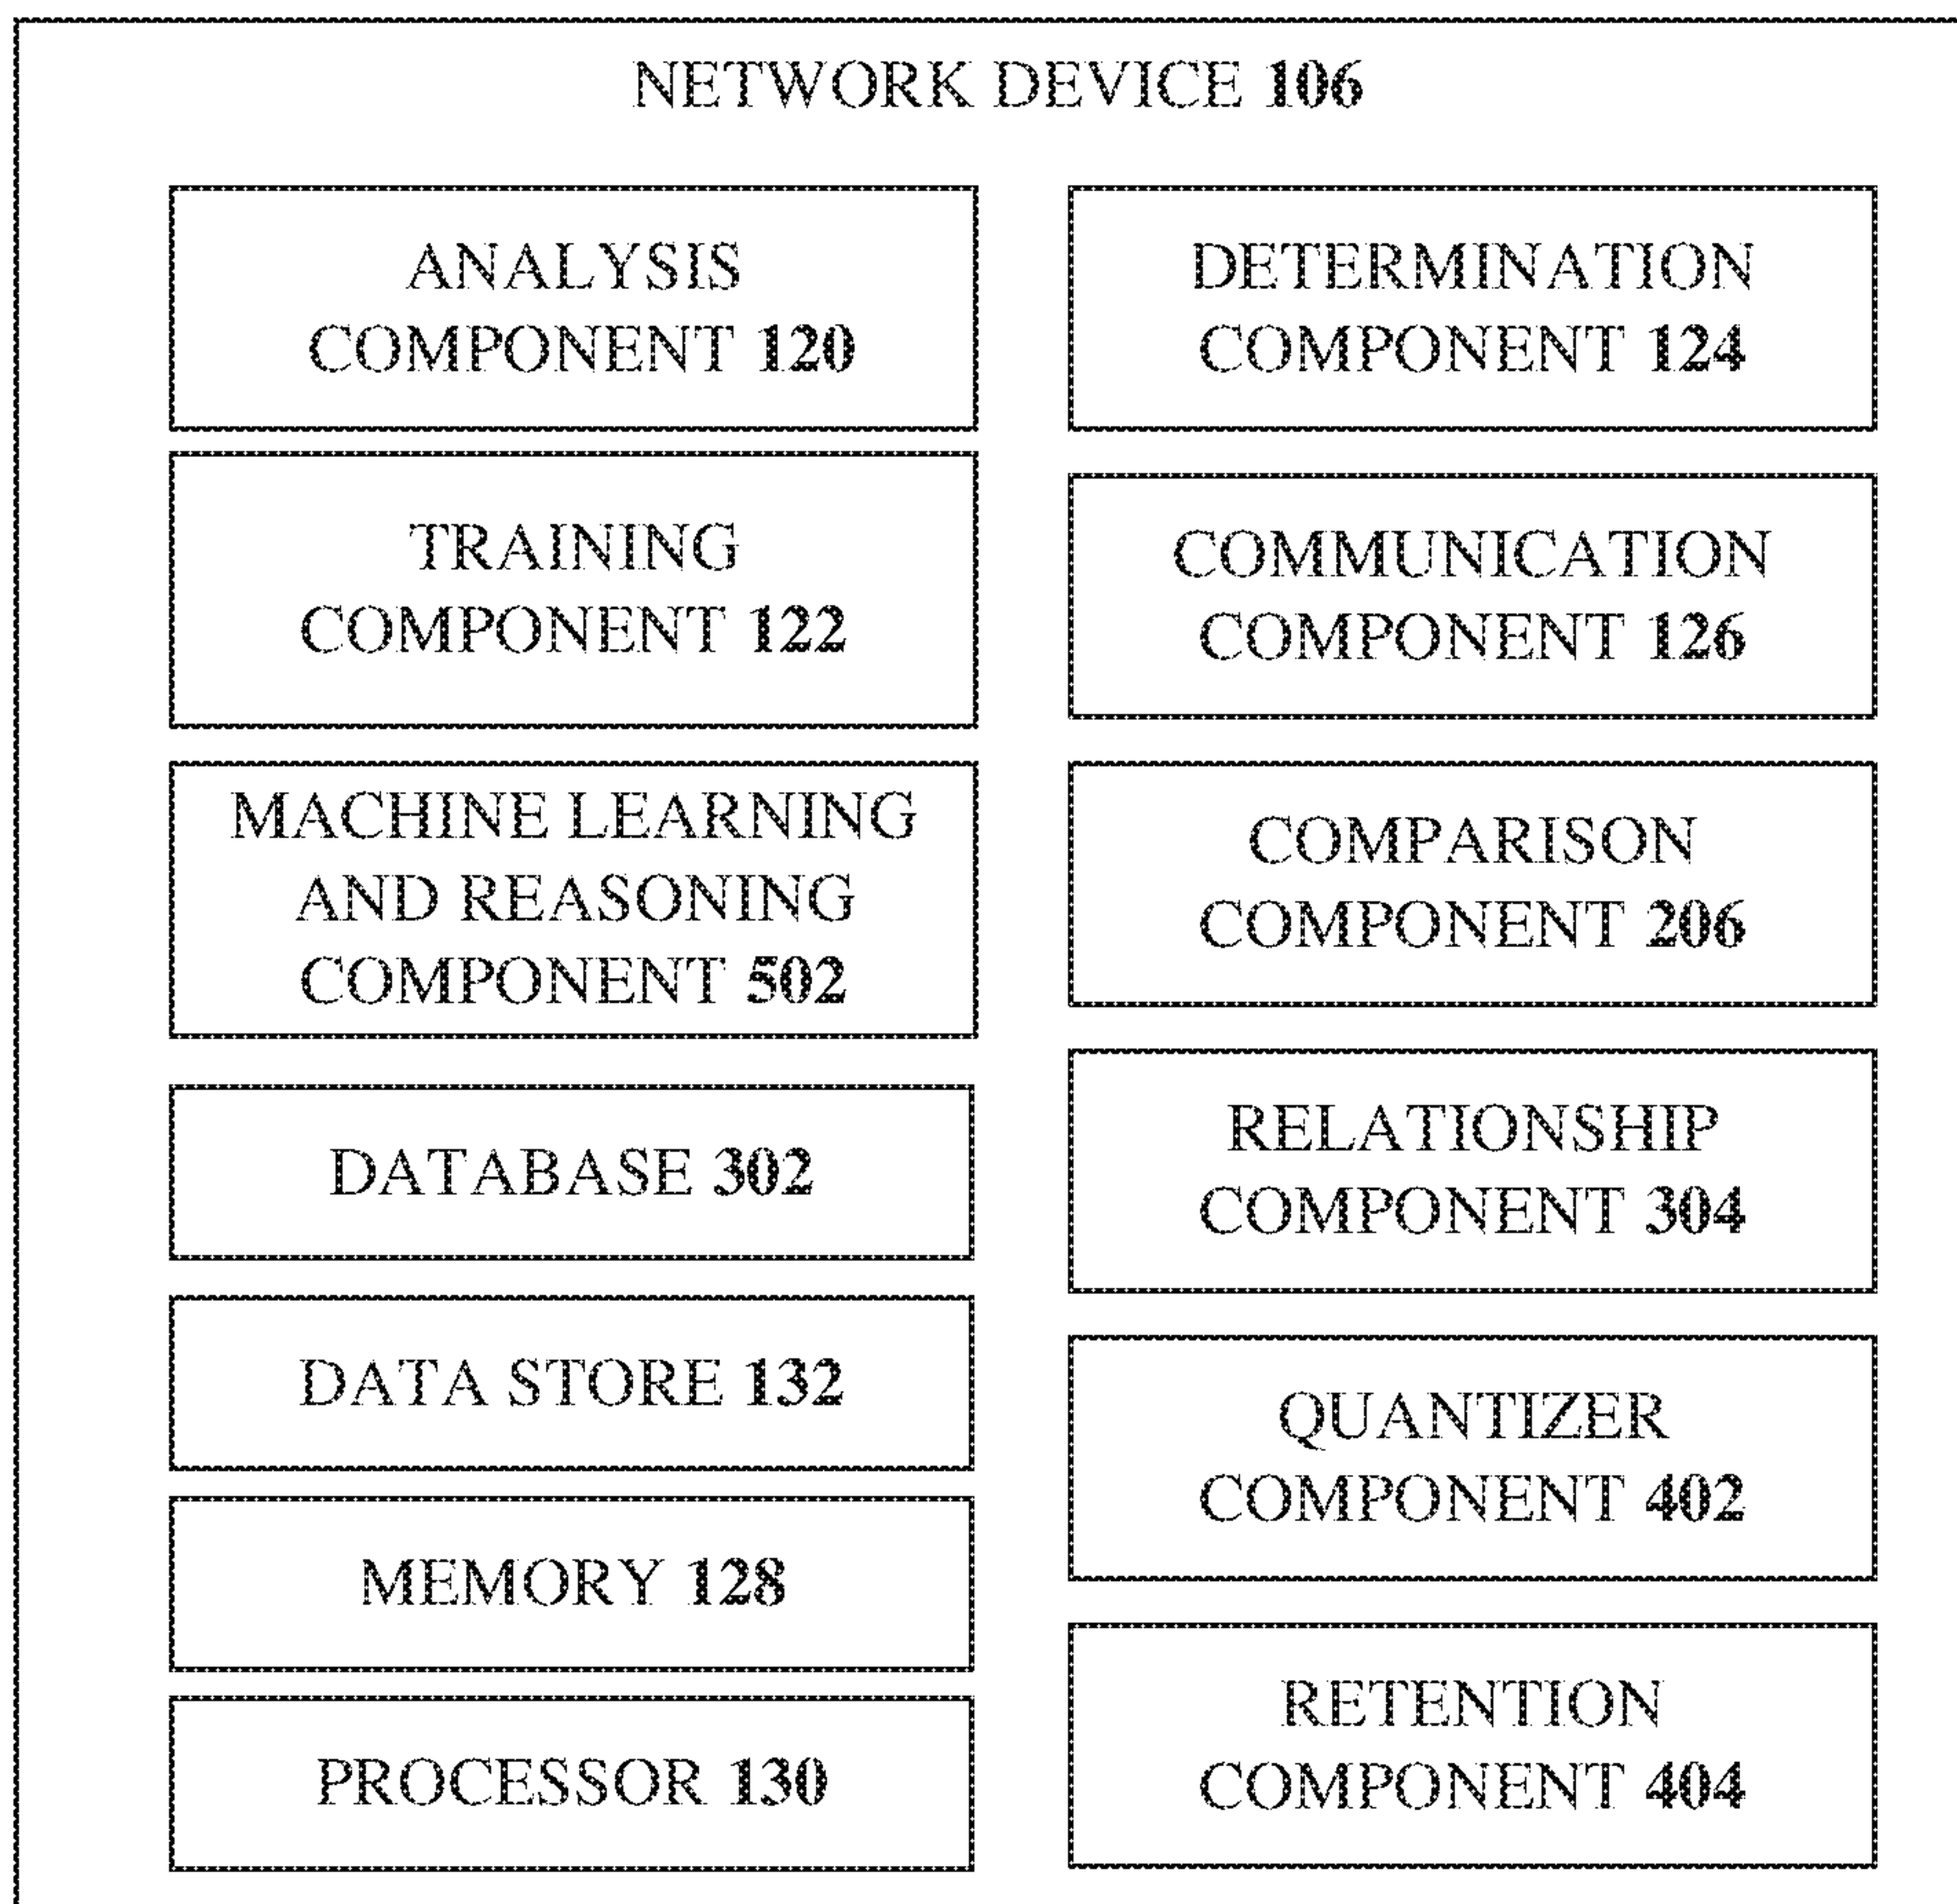 NETWORK DEVICE 106
ANALYSIS
COMPONENT 120
TRAINING
COMPONENT 122
MACHINE LEARNING
AND REASONING
COMPONENT 502
DATABASE 302
DATA STORE 132
MEMORY 128
PROCESSOR 130
DETERMINATION
COMPONENT 124
COMMUNICATION
COMPONENT 126
COMPARISON
COMPONENT 206
RELATIONSHIP
COMPONENT 304
QUANTIZER
COMPONENT 402
RETENTION
COMPONENT 404